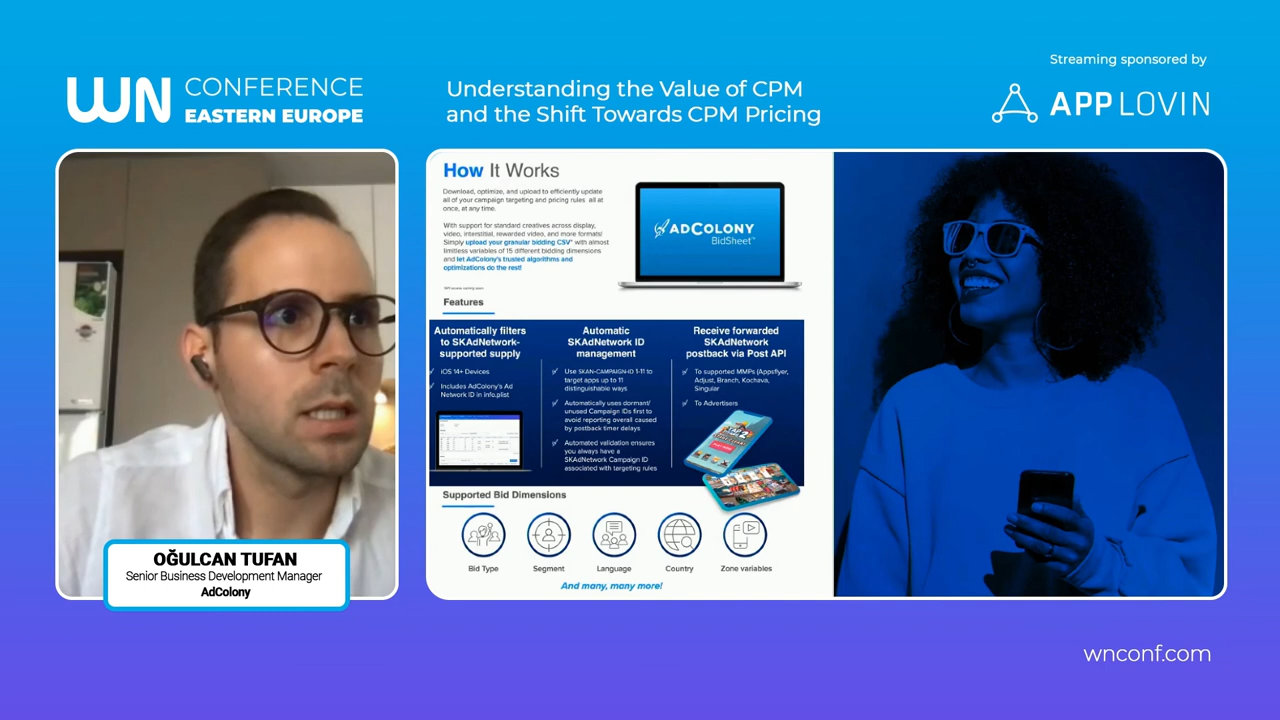 WN CONFERENCE
EASTERN EUROPE
Understanding the Value of CPM
and the Shift Towards CPM Pricing
Streaming sponsored by
APPLOVIN
How It Works
Download, optimize, and upload to efficiently update
all of your campaign targeting and pricing rules all at
once, at any time.
With support for standard creatives across display,
video, interstitial, rewarded video, and more formats!
Simply upload your granular bidding CSV* with almost
limitless variables of 15 different bidding dimensions
and let AdColony's trusted algorithms and
optimizations do the rest!
ADCOLONY
BidSheet™
Features
Automatically filters
to SKAdNetwork-
supported supply
iOS 14+ Devices
Includes AdColony's Ad
Network ID in info.plist
Automatic
SKAdNetwork ID
management
Use SKAN-CAMPAIGN-ID 1-11 to
target apps up to 11
distinguishable ways
Automatically uses dormant/
unused Campaign IDs first to
avoid reporting overall caused
by postback timer delays
Automated validation ensures
you always have a
SKAdNetwork Campaign ID
associated with targeting rules
Receive forwarded
SKAdNetwork
postback via Post API
To supported MMPs (Appsflyer,
Adjust, Branch, Kochava,
Singular
To Advertisers
Supported Bid Dimensions
Bid Type
Segment
Language
Country
Zone variables
And many, many more!
OĞULCAN TUFAN
Senior Business Development Manager
AdColony
wnconf.com